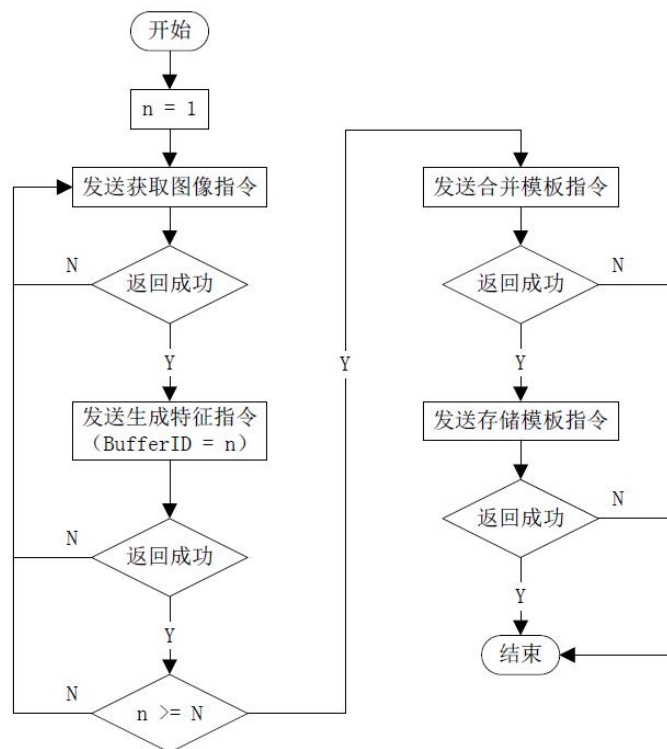 开始
n = 1
发送获取图像指令
N
返回成功
Y
发送生成特征指令
(BufferID = n)
N
返回成功
Y
N
n >= N
Y
发送合并模板指令
N
返回成功
Y
发送存储模板指令
N
返回成功
Y
结束